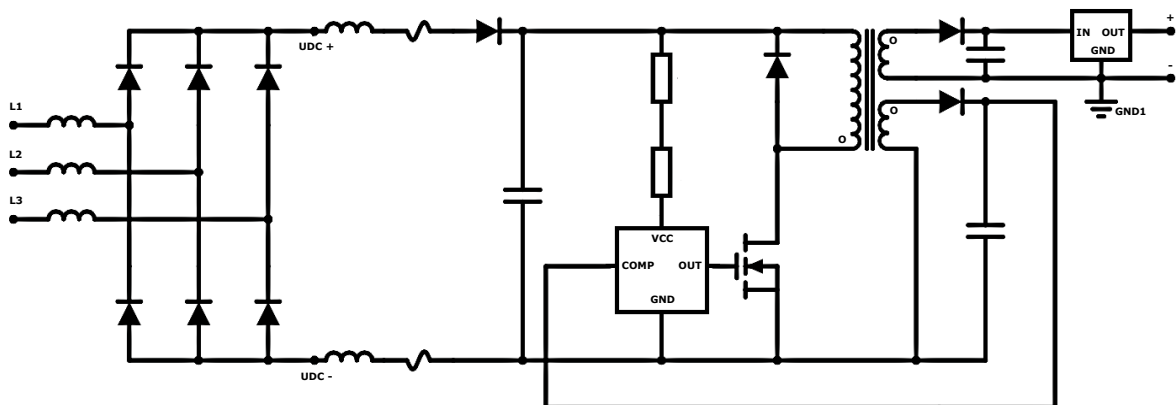 UDC +
O
IN OUT
GND
+
-
L1
O
GND1
L2
O
L3
VCC
COMP OUT
GND
UDC -